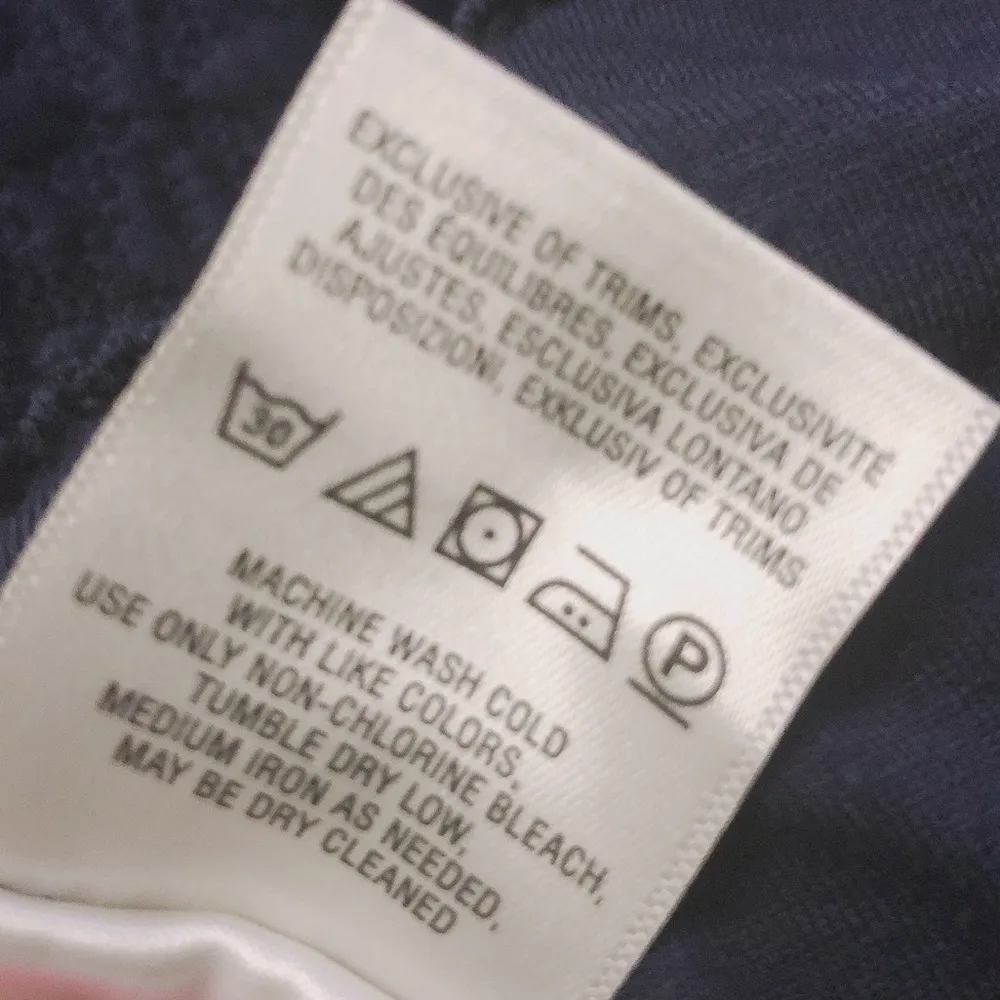 EXCLUSIVE OF TRIMS, EXCLUSIVITÉ
DES ÉQUILIBRES, EXCLUSIVA DE
AJUSTES, ESCLUSIVA LONTANO
DISPOSIZIONI, EXKLUSIV OF TRIMS
30
P
MACHINE WASH COLD
WITH LIKE COLORS,
USE ONLY NON-CHLORINE BLEACH,
TUMBLE DRY LOW,
MEDIUM IRON AS NEEDED,
MAY BE DRY CLEANED